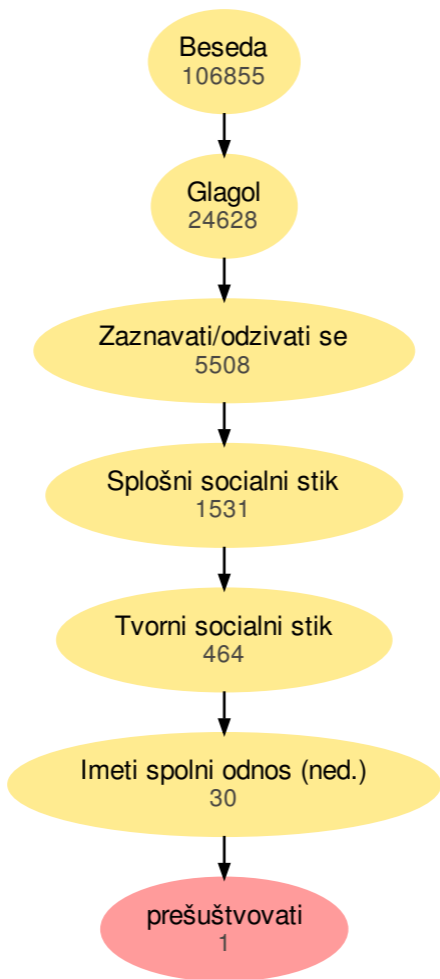 Beseda
106855
Glagol
24628
Zaznavati/odzivati se
5508
Splošni socialni stik
1531
Tvorni socialni stik
464
Imeti spolni odnos (ned.)
30
prešuštvovati
1